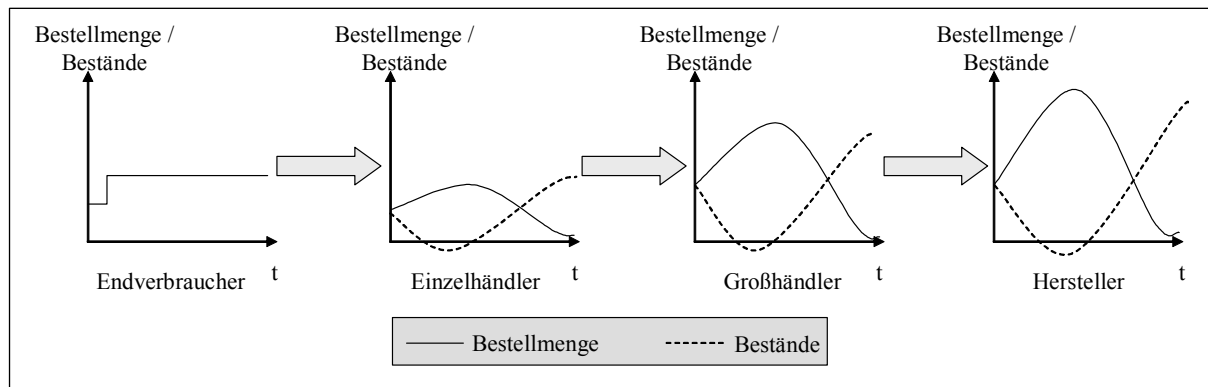 Bestellmenge /
Bestände
Bestellmenge /
Bestände
Bestellmenge /
Bestände
Bestellmenge /
Bestände
t
t
t
t
Endverbraucher
Einzelhändler
Großhändler
Hersteller
Bestellmenge
Bestände